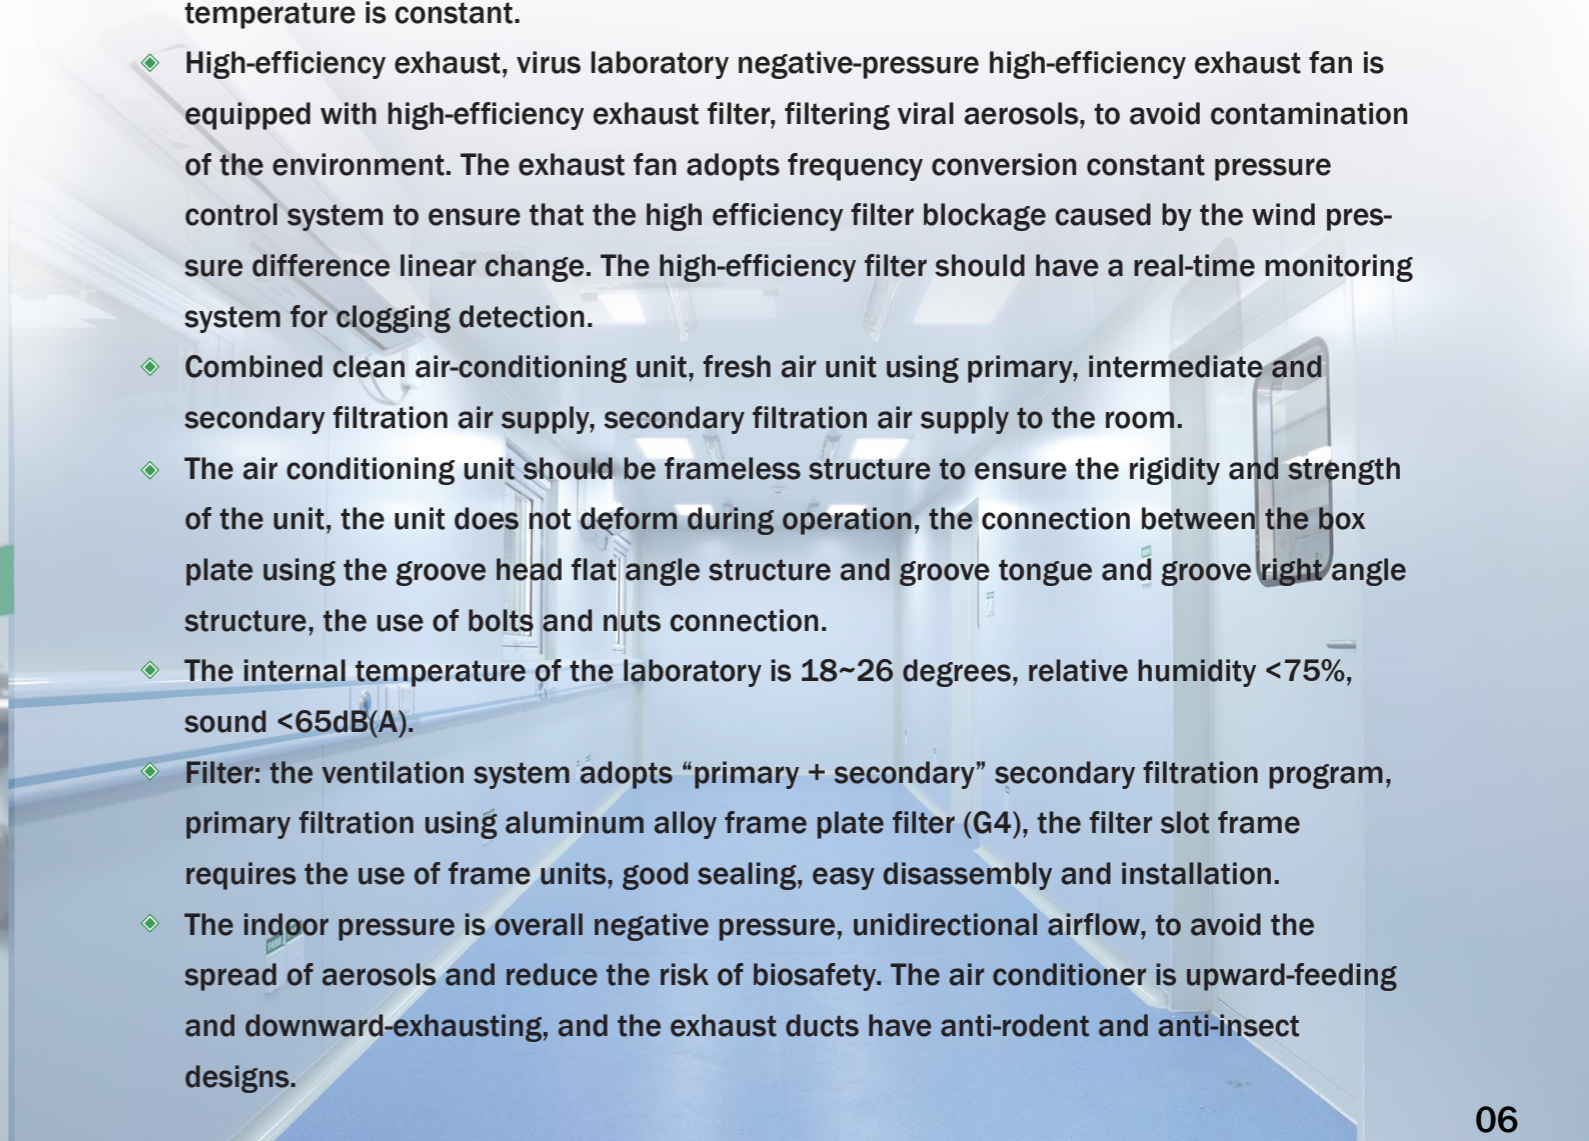 temperature is constant.
High-efficiency exhaust, virus laboratory negative-pressure high-efficiency exhaust fan is
equipped with high-efficiency exhaust filter, filtering viral aerosols, to avoid contamination
of the environment. The exhaust fan adopts frequency conversion constant pressure
control system to ensure that the high efficiency filter blockage caused by the wind pres-
sure difference linear change. The high-efficiency filter should have a real-time monitoring
system for clogging detection.
Combined clean air-conditioning unit, fresh air unit using primary, intermediate and
secondary filtration air supply, secondary filtration air supply to the room.
The air conditioning unit should be frameless structure to ensure the rigidity and strength
of the unit, the unit does not deform during operation, the connection between the box
plate using the groove head flat angle structure and groove tongue and groove right angle
structure, the use of bolts and nuts connection.
The internal temperature of the laboratory is 18~26 degrees, relative humidity <75%,
sound <65dB(A).
Filter: the ventilation system adopts “primary + secondary” secondary filtration program,
primary filtration using aluminum alloy frame plate filter (G4), the filter slot frame
requires the use of frame units, good sealing, easy disassembly and installation.
The indoor pressure is overall negative pressure, unidirectional airflow, to avoid the
spread of aerosols and reduce the risk of biosafety. The air conditioner is upward-feeding
and downward-exhausting, and the exhaust ducts have anti-rodent and anti-insect
designs.
06